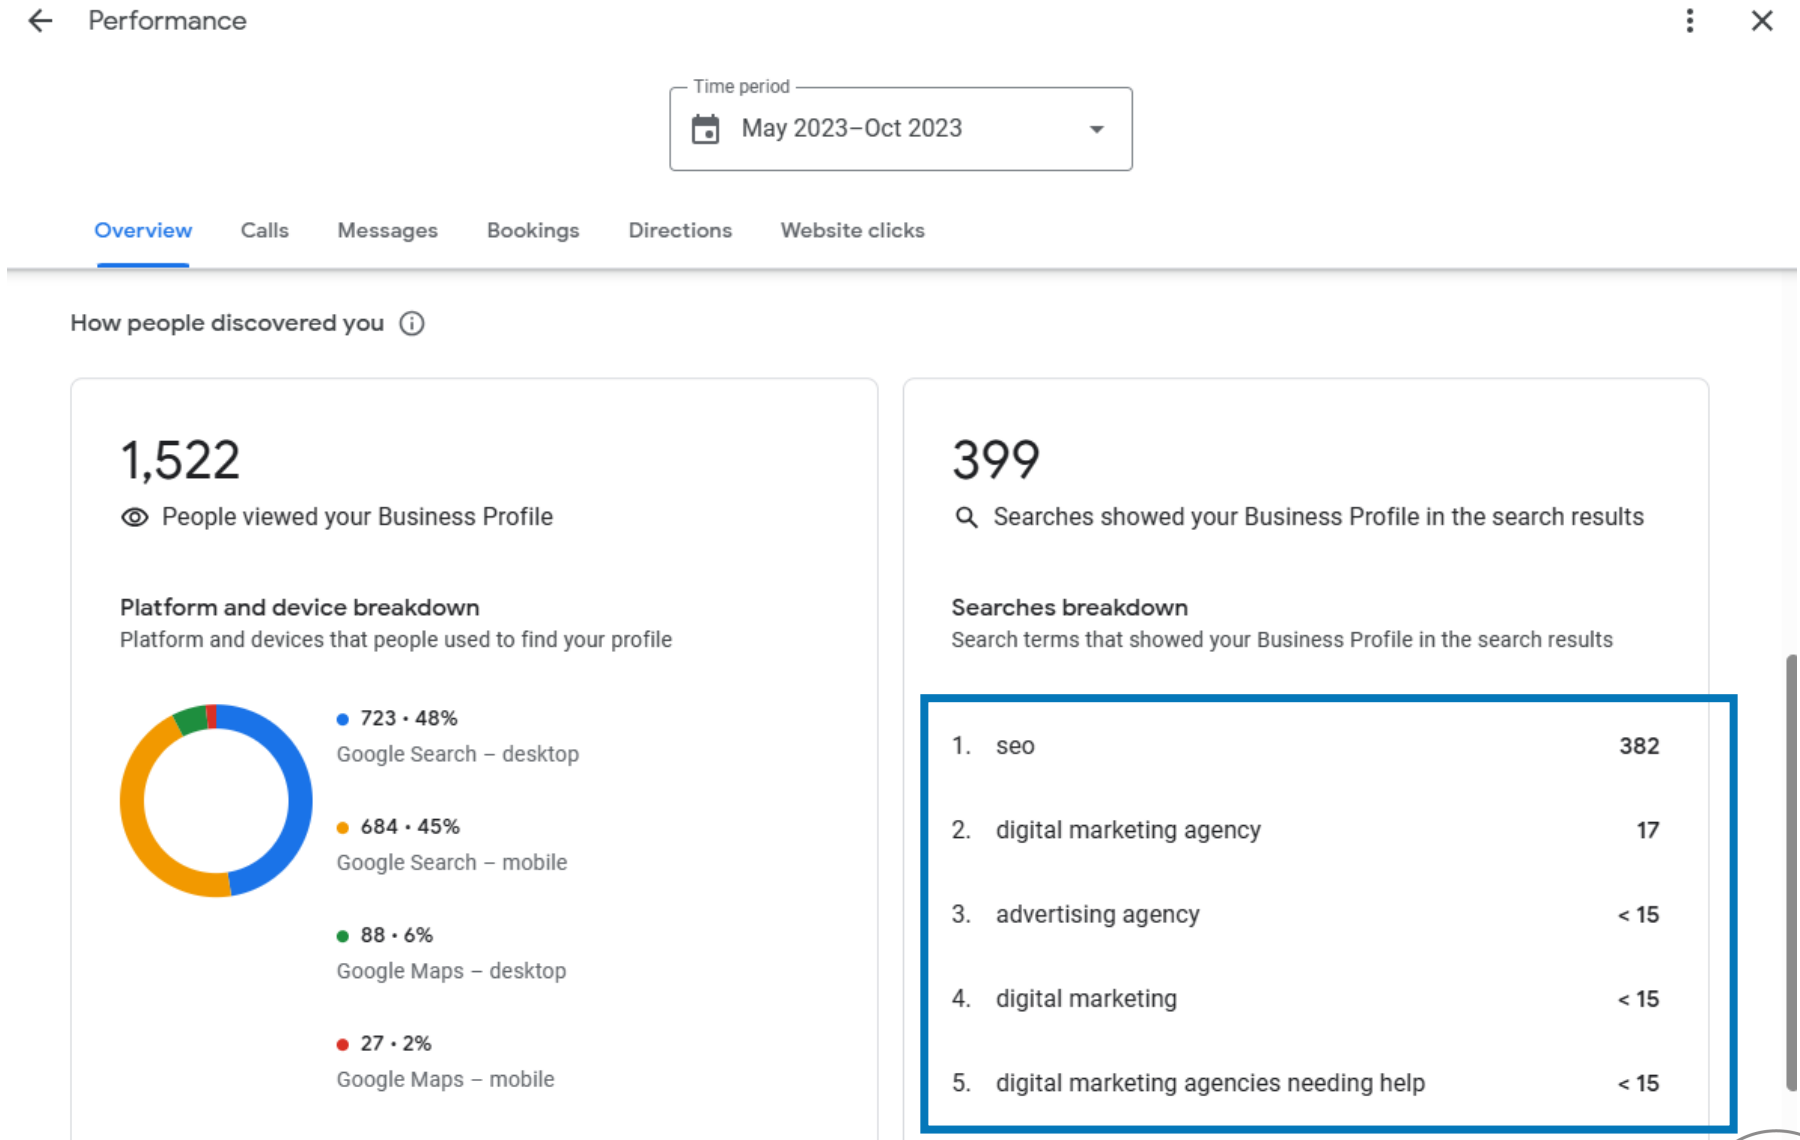 Performance
Time period
May 2023–Oct 2023
Overview Calls Messages Bookings Directions Website clicks
How people discovered you
1,522
People viewed your Business Profile
Platform and device breakdown
Platform and devices that people used to find your profile
723 • 48%
Google Search – desktop
684 • 45%
Google Search – mobile
88 • 6%
Google Maps – desktop
27 • 2%
Google Maps – mobile
399
Searches showed your Business Profile in the search results
Searches breakdown
Search terms that showed your Business Profile in the search results
1. seo 382
2. digital marketing agency 17
3. advertising agency < 15
4. digital marketing < 15
5. digital marketing agencies needing help < 15